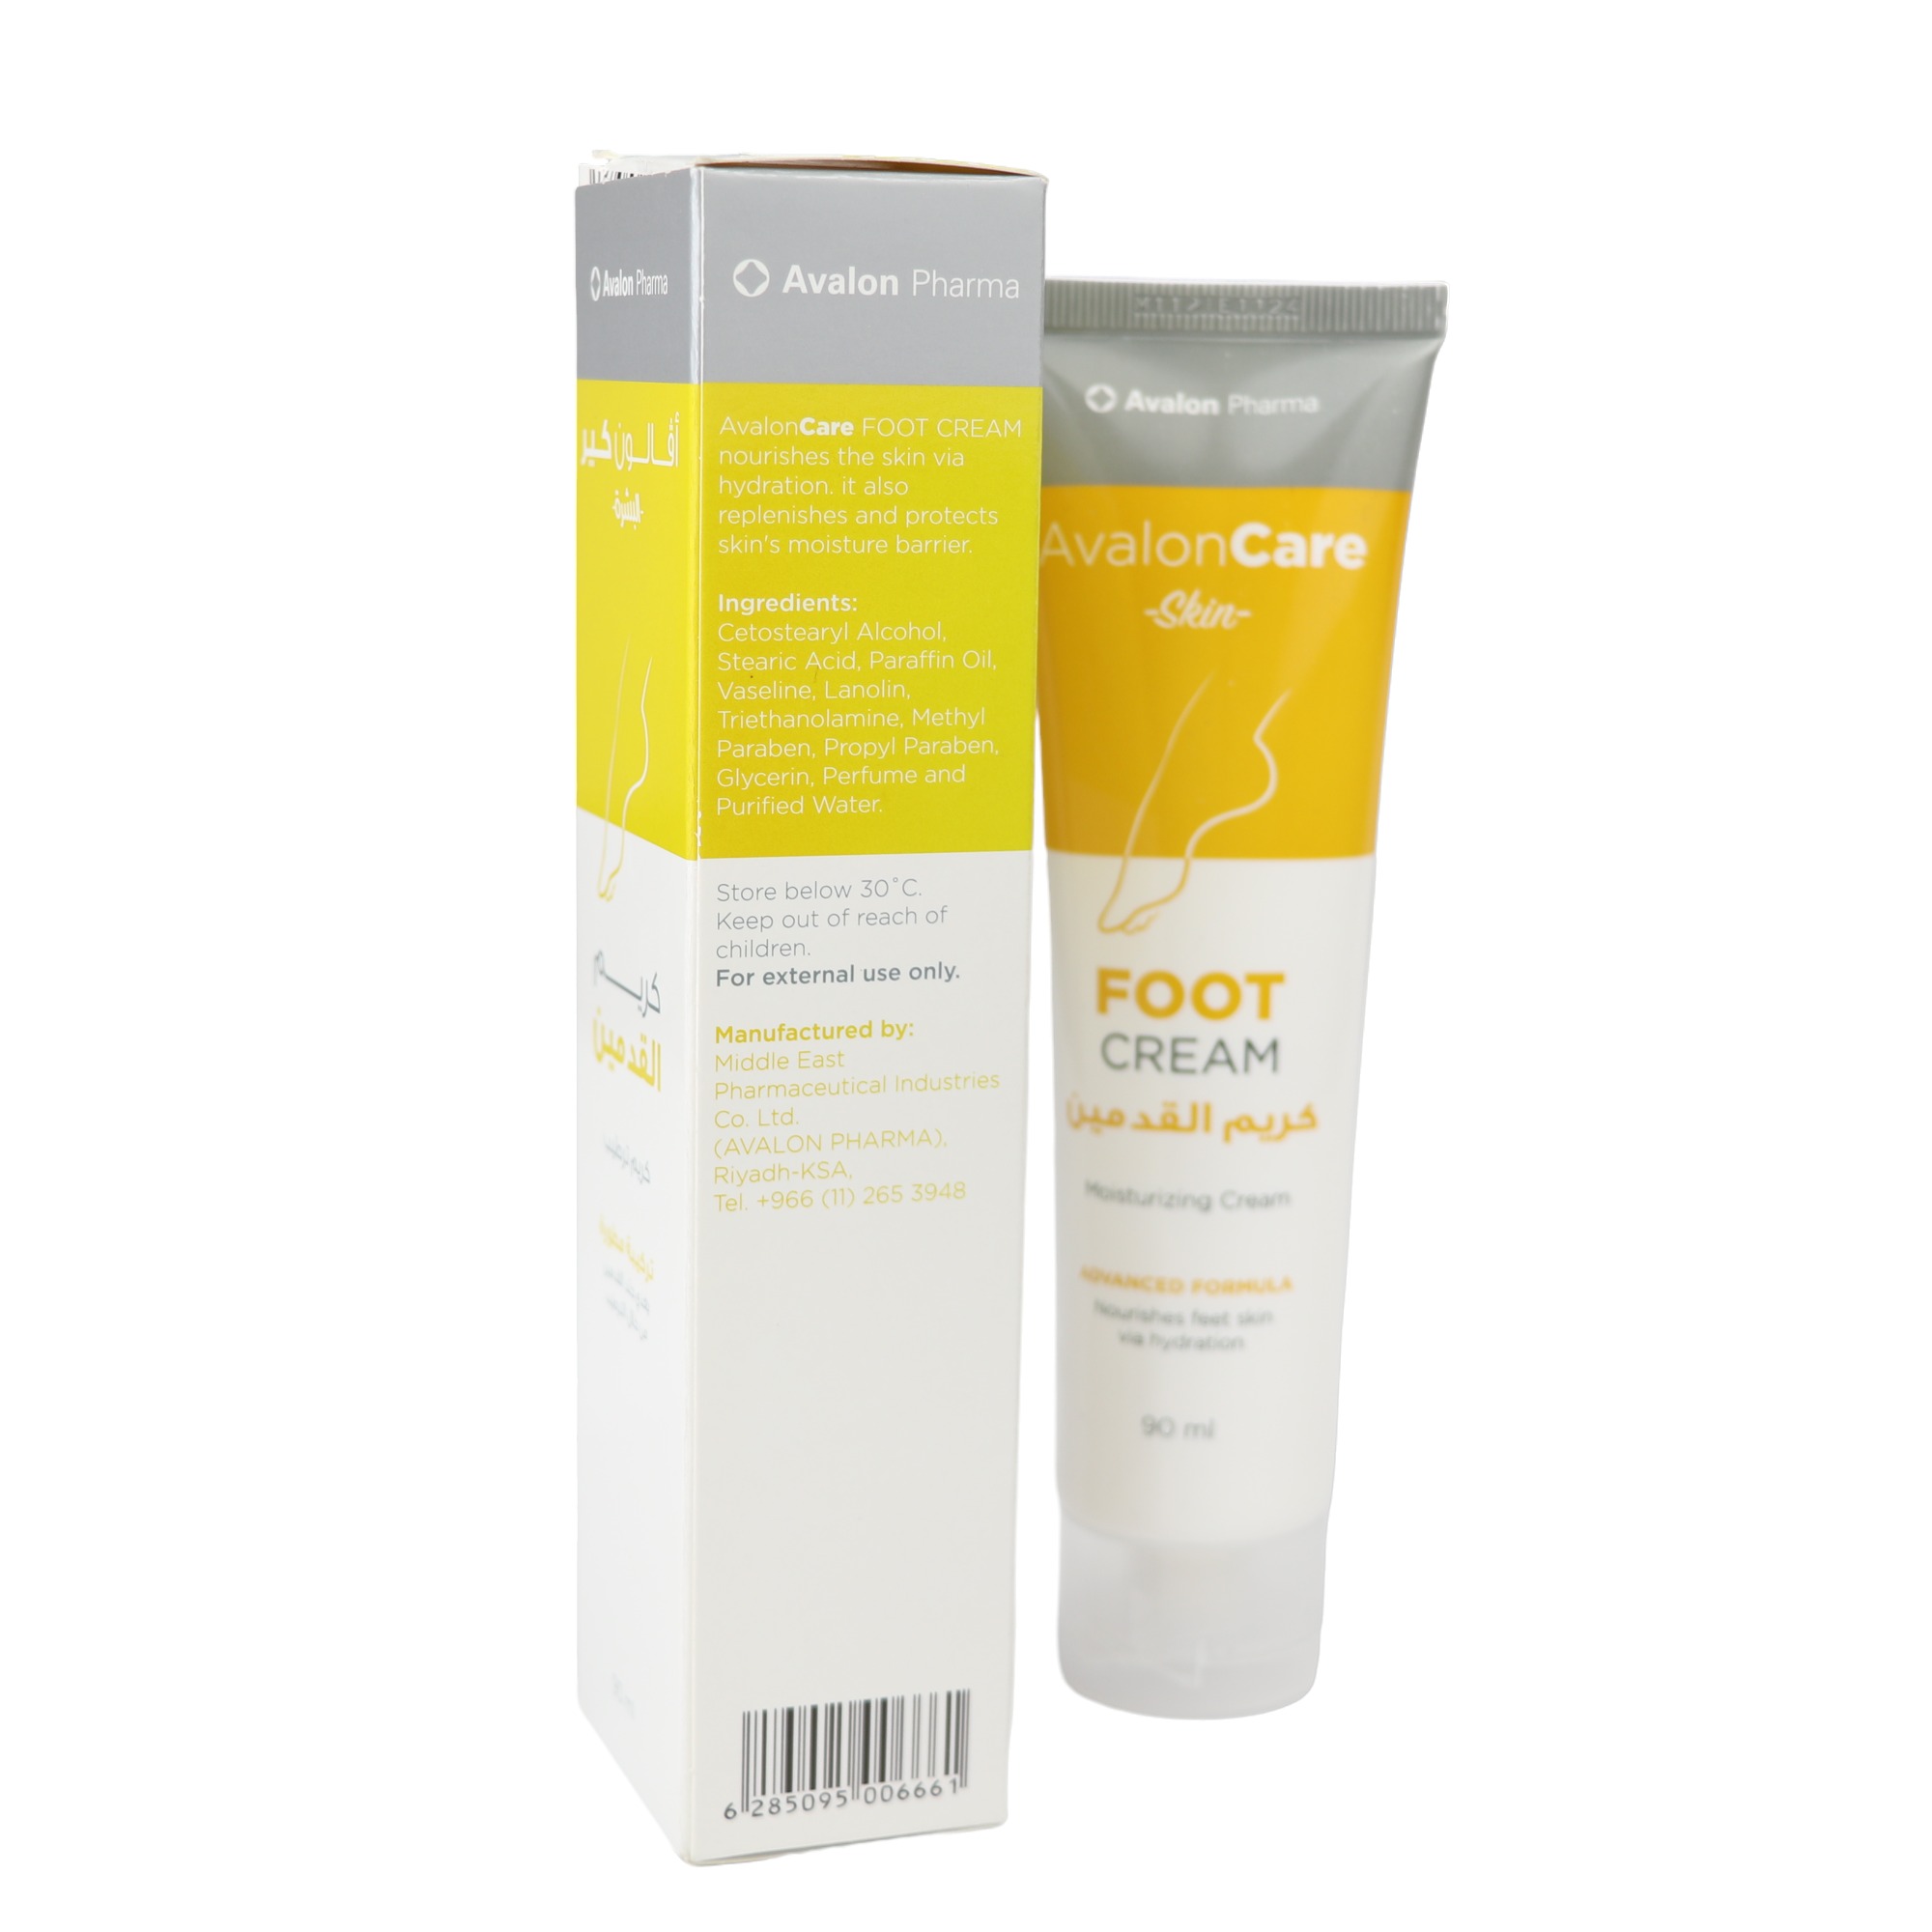 Avalon Pharma
أڤالون كير
-البشرة-
كريم
القدمين
كريم ترطيب
تركيبة مطورة
Avalon Pharma
AvalonCare FOOT CREAM
nourishes the skin via
hydration. it also
replenishes and protects
skin's moisture barrier.
Ingredients:
Cetostearyl Alcohol,
Stearic Acid, Paraffin Oil,
Vaseline, Lanolin,
Triethanolamine, Methyl
Paraben, Propyl Paraben,
Glycerin, Perfume and
Purified Water.
Store below 30°C.
Keep out of reach of
children.
For external use only.
Manufactured by:
Middle East
Pharmaceutical Industries
Co. Ltd.
(AVALON PHARMA),
Riyadh-KSA,
Tel. +966 (11) 265 3948
6 285095 006661
Avalon Pharma
AvalonCare
-Skin-
FOOT
CREAM
كريم القدمين
Moisturizing Cream
ADVANCED FORMULA
Nourishes feet skin
via hydration
90 ml